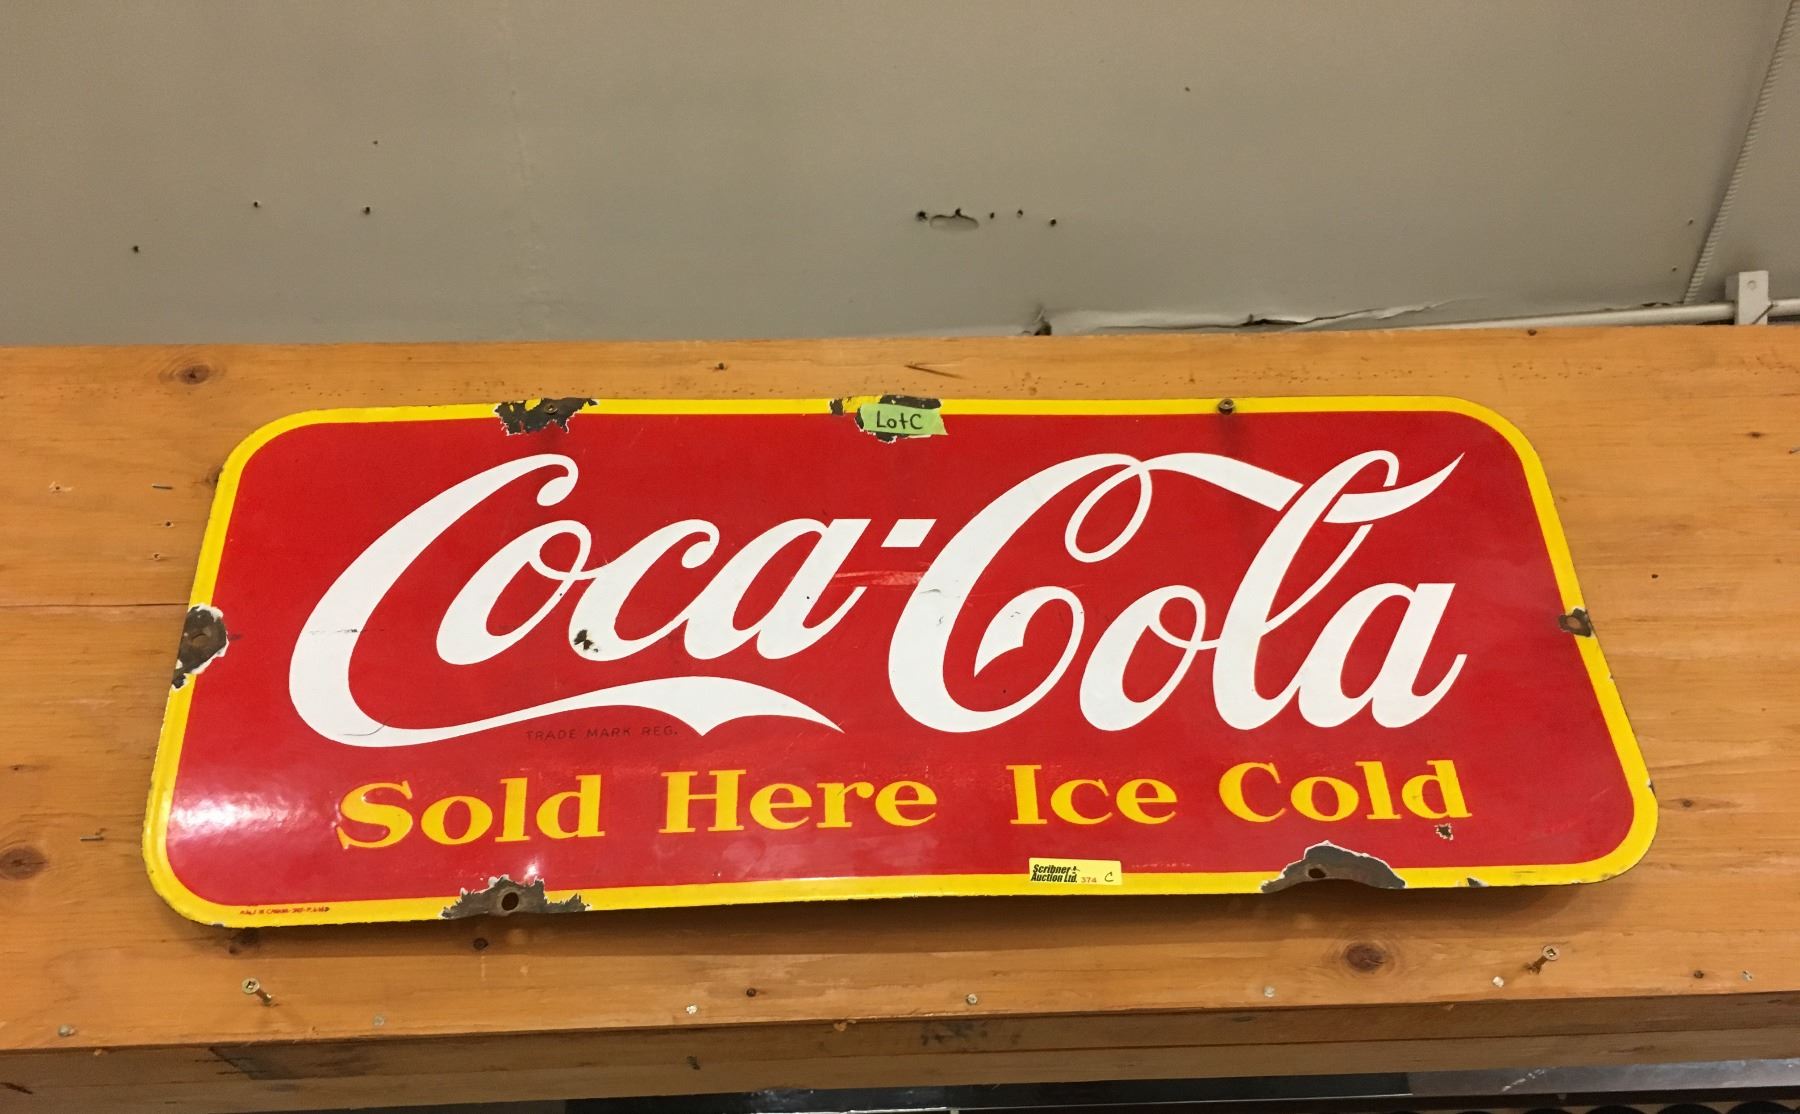 LotC
Coca-Cola
TRADE MARK REG.
Sold Here Ice Cold
Scribner
Auction Ltd. 374 C